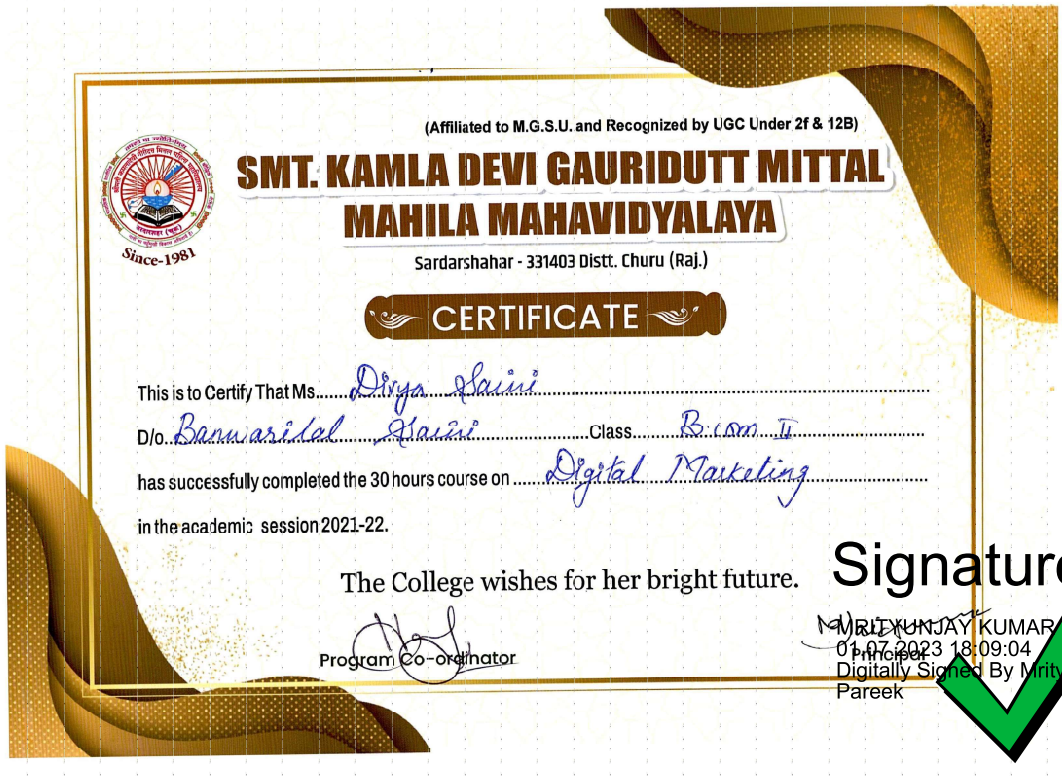 (Affiliated to M.G.S.U. and Recognized by UGC Under 2f & 12B)
SMT. KAMLA DEVI GAURIDUTT MITTAL
MAHILA MAHAVIDYALAYA
Since-1981
Sardarshahar - 331403 Distt. Churu (Raj.)
CERTIFICATE
This is to Certify That Ms. Divya Saini
D/o. Banwarilal Saini Class. B.com II
has successfully completed the 30 hours course on Digital Marketing
in the academic session 2021-22.
The College wishes for her bright future.
Program Co-ordinator
Principal
Signature
MRITYUNJAY KUMAR
01.07.2023 18:09:04
Digitally Signed By Mrity
Pareek